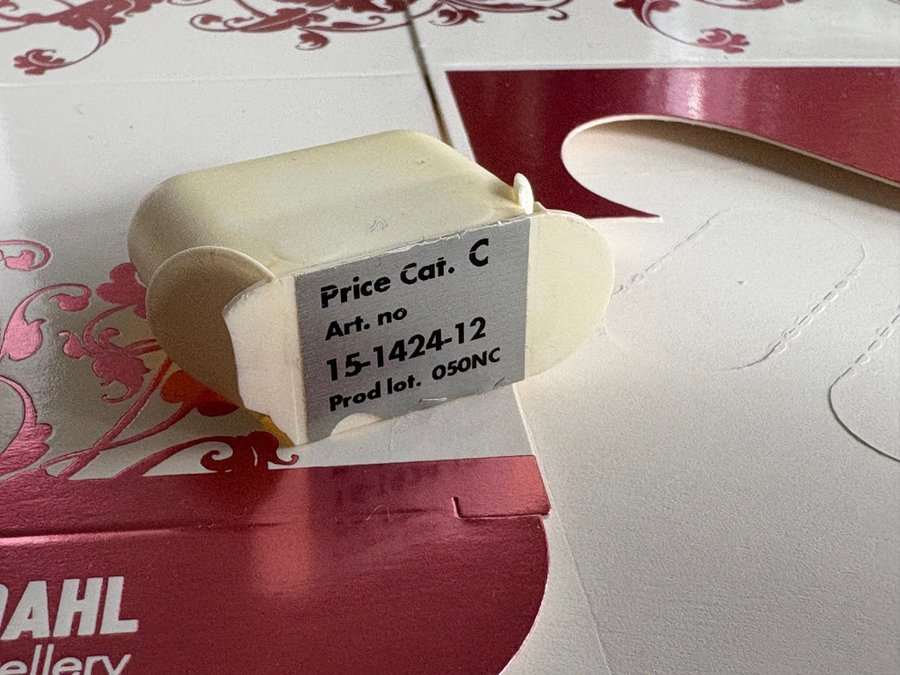 Price Cat. C
Art. no
15-1424-12
Prod lot. 050NC
DAHL
ellery